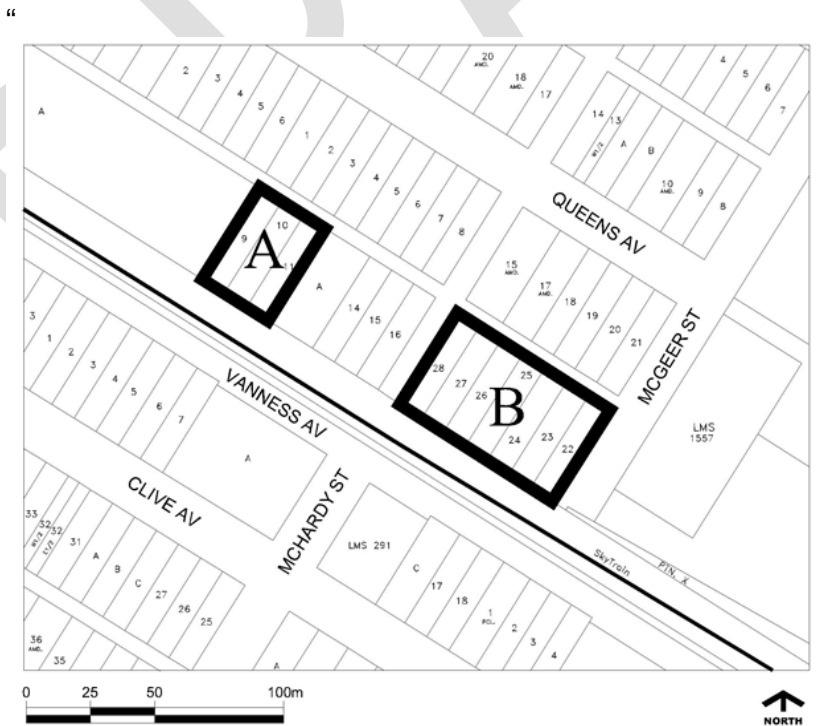 “
20
AMD.
18
AMD.
17
4
5
6
7
2
3
4
5
6
1
2
3
4
5
6
7
8
A
14
13
W1/2
A
B
10
AMD.
9
8
QUEENS AV
9
10
11
A
A
14
15
16
15
AMD.
17
AMD.
18
19
20
21
MCGEER ST
28
27
26
25
24
23
22
B
LMS
1557
3
1
2
3
4
5
6
7
A
VANNESS AV
CLIVE AV
MCHARDY ST
SkyTrain
PTN. X
33
32
W1/2
32
E1/2
31
A
B
C
27
26
25
LMS 291
C
17
18
1
PCL.
2
3
4
36
AMD.
35
A
0 25 50 100m
NORTH